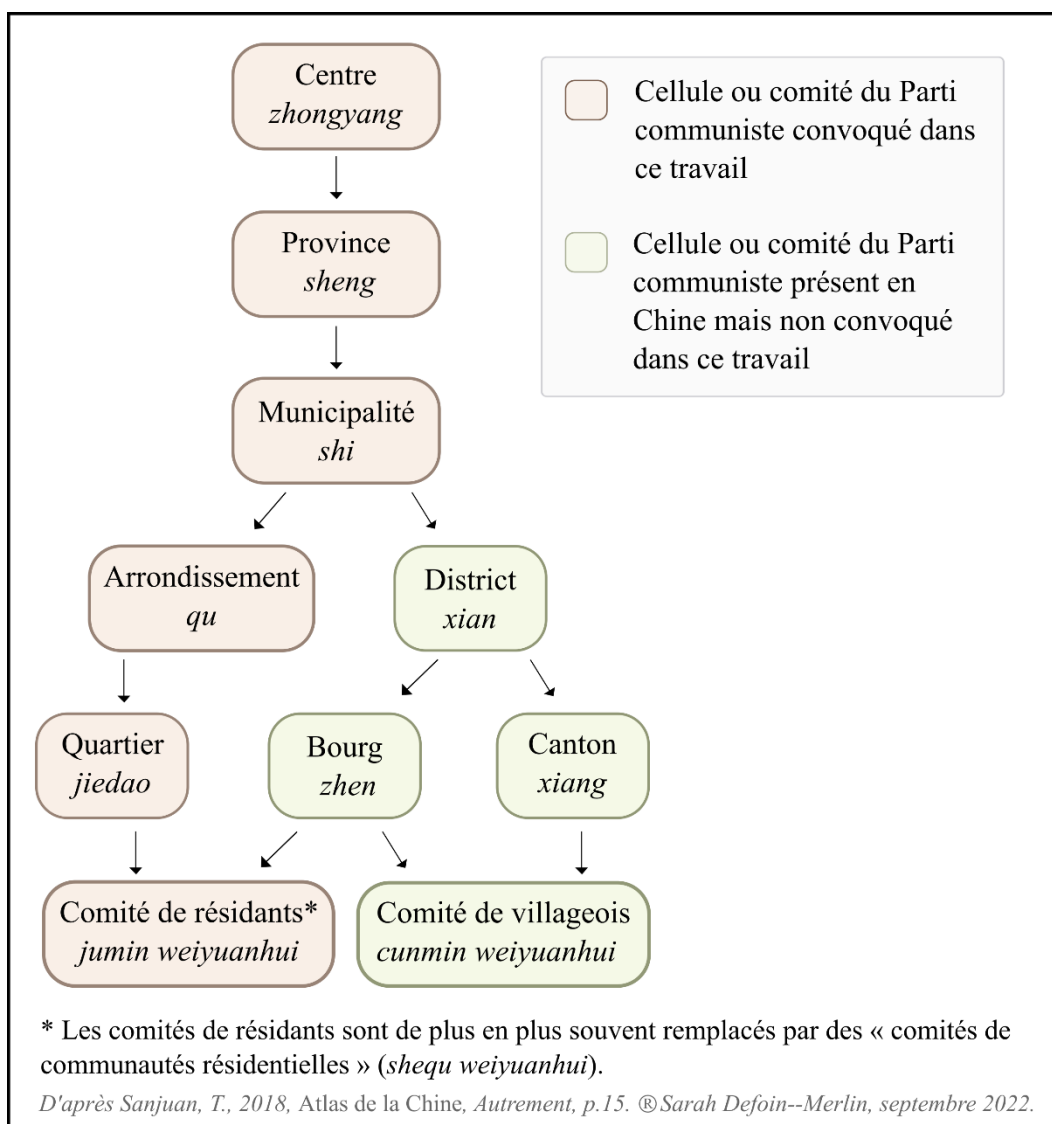 Centre
zhongyang
Cellule ou comité du Parti
communiste convoqué dans
ce travail
Province
sheng
Cellule ou comité du Parti
communiste présent en
Chine mais non convoqué
dans ce travail
Municipalité
shi
Arrondissement
qu
District
xian
Quartier
jiedao
Bourg
zhen
Canton
xiang
Comité de résidants*
jumin weiyuanhui
Comité de villageois
cunmin weiyuanhui
* Les comités de résidants sont de plus en plus souvent remplacés par des « comités de
communautés résidentielles » (shequ weiyuanhui).
D'après Sanjuan, T., 2018, Atlas de la Chine, Autrement, p.15. ®Sarah Defoin--Merlin, septembre 2022.